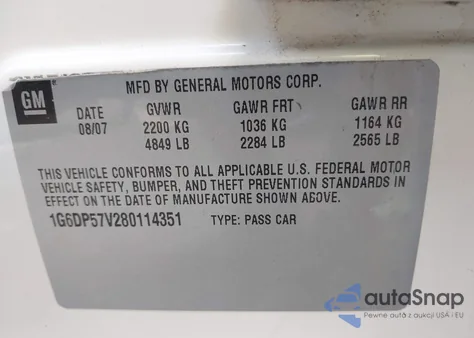 MFD BY GENERAL MOTORS CORP.
GM
DATE GVWR GAWR FRT GAWR RR
08/07 2200 KG 1036 KG 1164 KG
4849 LB 2284 LB 2565 LB
THIS VEHICLE CONFORMS TO ALL APPLICABLE U.S. FEDERAL MOTOR
VEHICLE SAFETY, BUMPER, AND THEFT PREVENTION STANDARDS IN
EFFECT ON THE DATE OF MANUFACTURE SHOWN ABOVE.
1G6DP57V280114351 TYPE: PASS CAR
autoSnap
Pewne auta z aukcji USA i EU